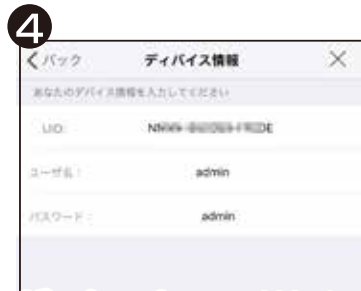 ❹
バック ディバイス情報 ×
あなたのデバイス情報を入力してください
UID:
ユーザ名： admin
パスワード： admin